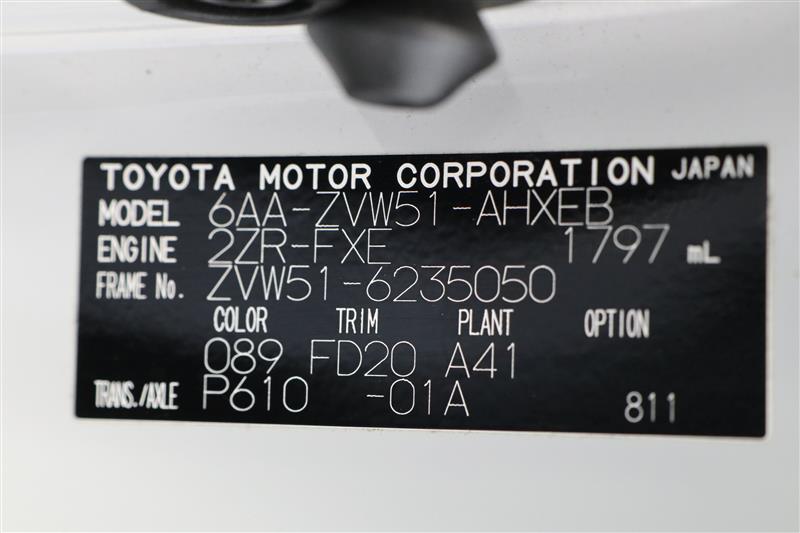 TOYOTA MOTOR CORPORATION JAPAN
MODEL 6AA-ZVW51-AHXEB
ENGINE 2ZR-FXE 1797 mL
FRAME No. ZVW51-6235050
COLOR TRIM PLANT OPTION
089 FD20 A41
TRANS./AXLE P610 -01A 811